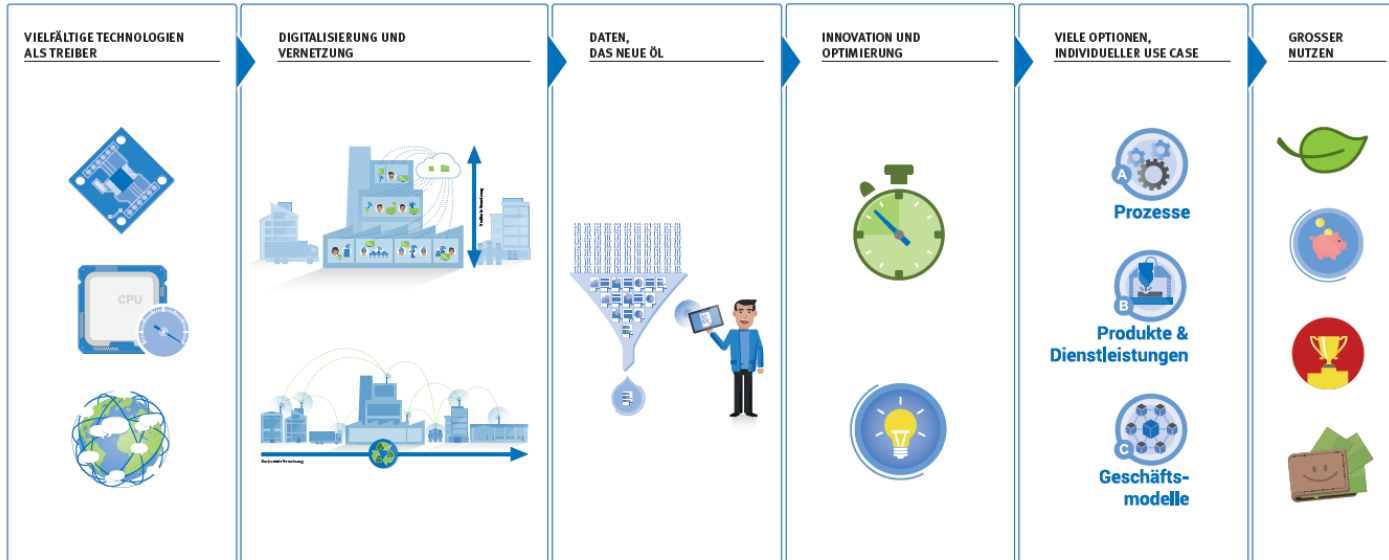 VIELFÄLTIGE TECHNOLOGIEN
ALS TREIBER
CPU
DIGITALISIERUNG UND
VERNETZUNG
DATEN,
DAS NEUE ÖL
INNOVATION UND
OPTIMIERUNG
VIELE OPTIONEN,
INDIVIDUELLER USE CASE
A
Prozesse
B
Produkte &
Dienstleistungen
C
Geschäfts-
modelle
GROSSER
NUTZEN